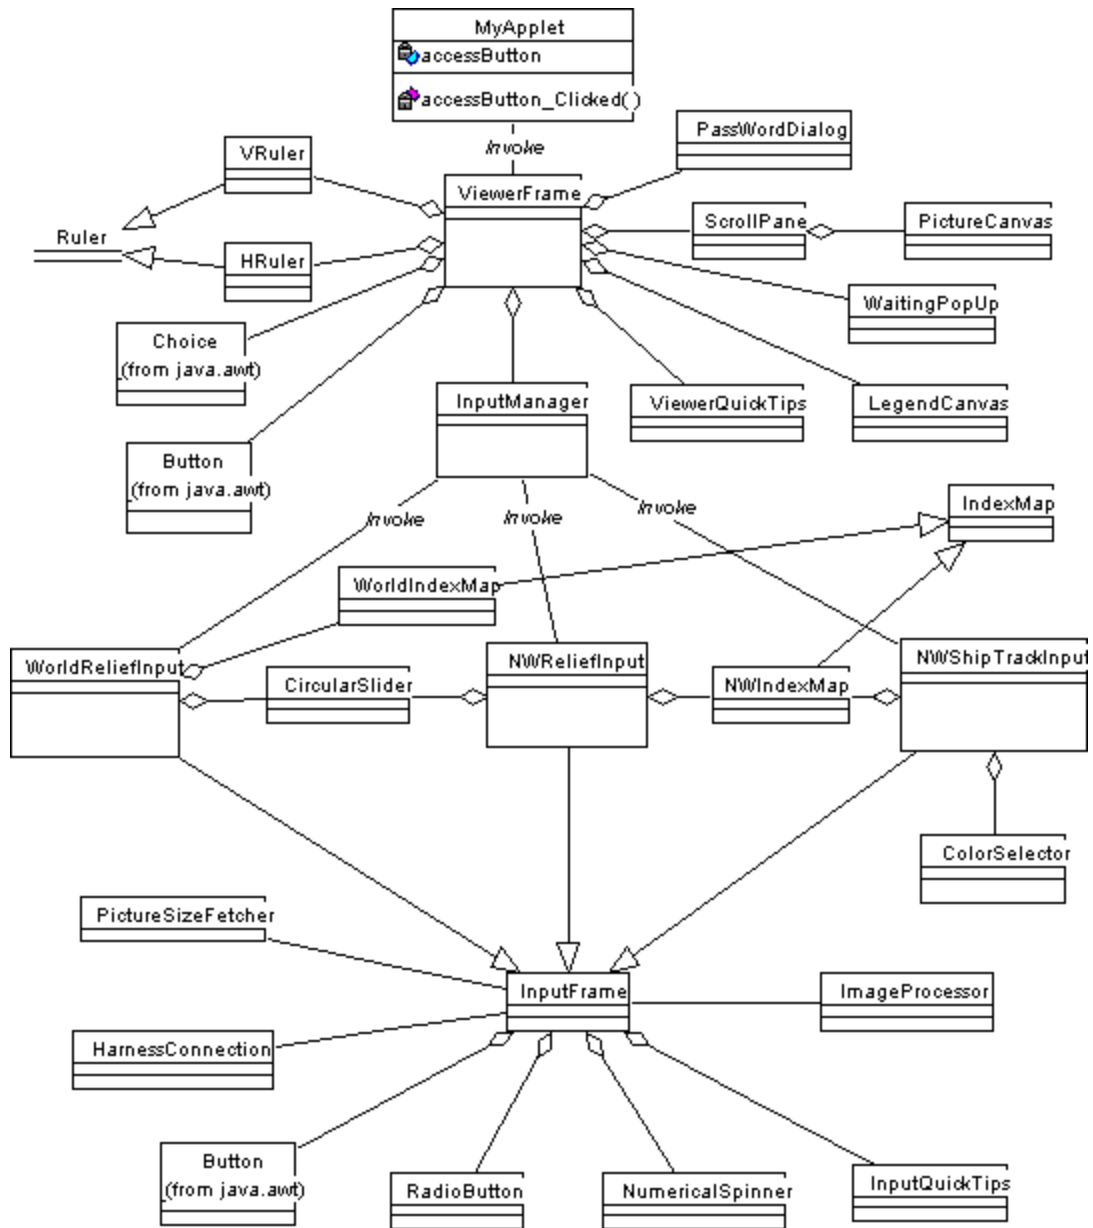 MyApplet
accessButton
accessButton_Clicked()
Invoke
PassWordDialog
VRuler
ViewerFrame
ScrollPane
PictureCanvas
Ruler
HRuler
WaitingPopUp
Choice
(from java.awt)
InputManager
ViewerQuickTips
LegendCanvas
Button
(from java.awt)
Invoke
Invoke
Invoke
IndexMap
WorldIndexMap
WorldReliefInput
NWReliefInput
NWShipTrackInput
CircularSlider
NWIndexMap
ColorSelector
PictureSizeFetcher
InputFrame
ImageProcessor
HarnessConnection
Button
(from java.awt)
RadioButton
NumericalSpinner
InputQuickTips